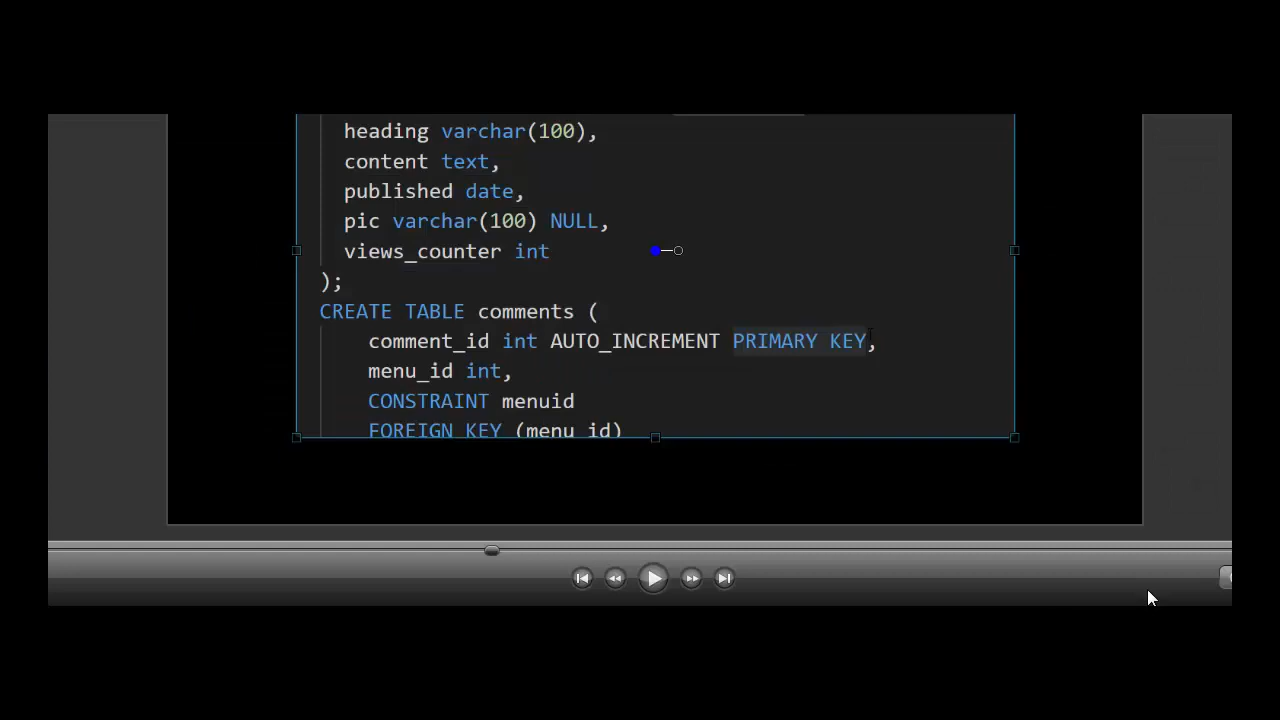 heading varchar(100),
content text,
published date,
pic varchar(100) NULL,
views_counter int
);
CREATE TABLE comments (
comment_id int AUTO_INCREMENT PRIMARY KEY,
menu_id int,
CONSTRAINT menuid
FOREIGN KEY (menu_id)